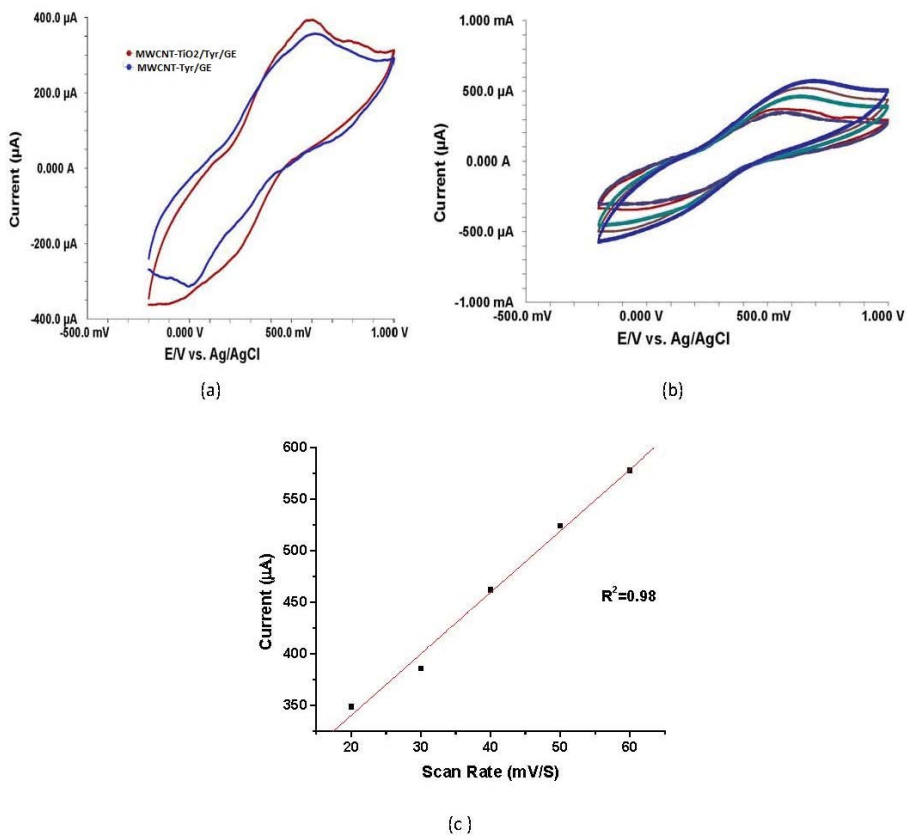 400.0 µA
200.0 µA
0.000 A
-200.0 µA
-400.0 µA
Current (µA)
MWCNT-TiO2/Tyr/GE
MWCNT-Tyr/GE
-500.0 mV
0.000 V
500.0 mV
1.000 V
E/V vs. Ag/AgCl
(a)
1.000 mA
500.0 µA
0.000 A
-500.0 µA
-1.000 mA
Current (µA)
-500.0 mV
0.000 V
500.0 mV
1.000 V
E/V vs. Ag/AgCl
(b)
600
550
500
450
400
350
Current (µA)
R²=0.98
20 30 40 50 60
Scan Rate (mV/S)
(c )